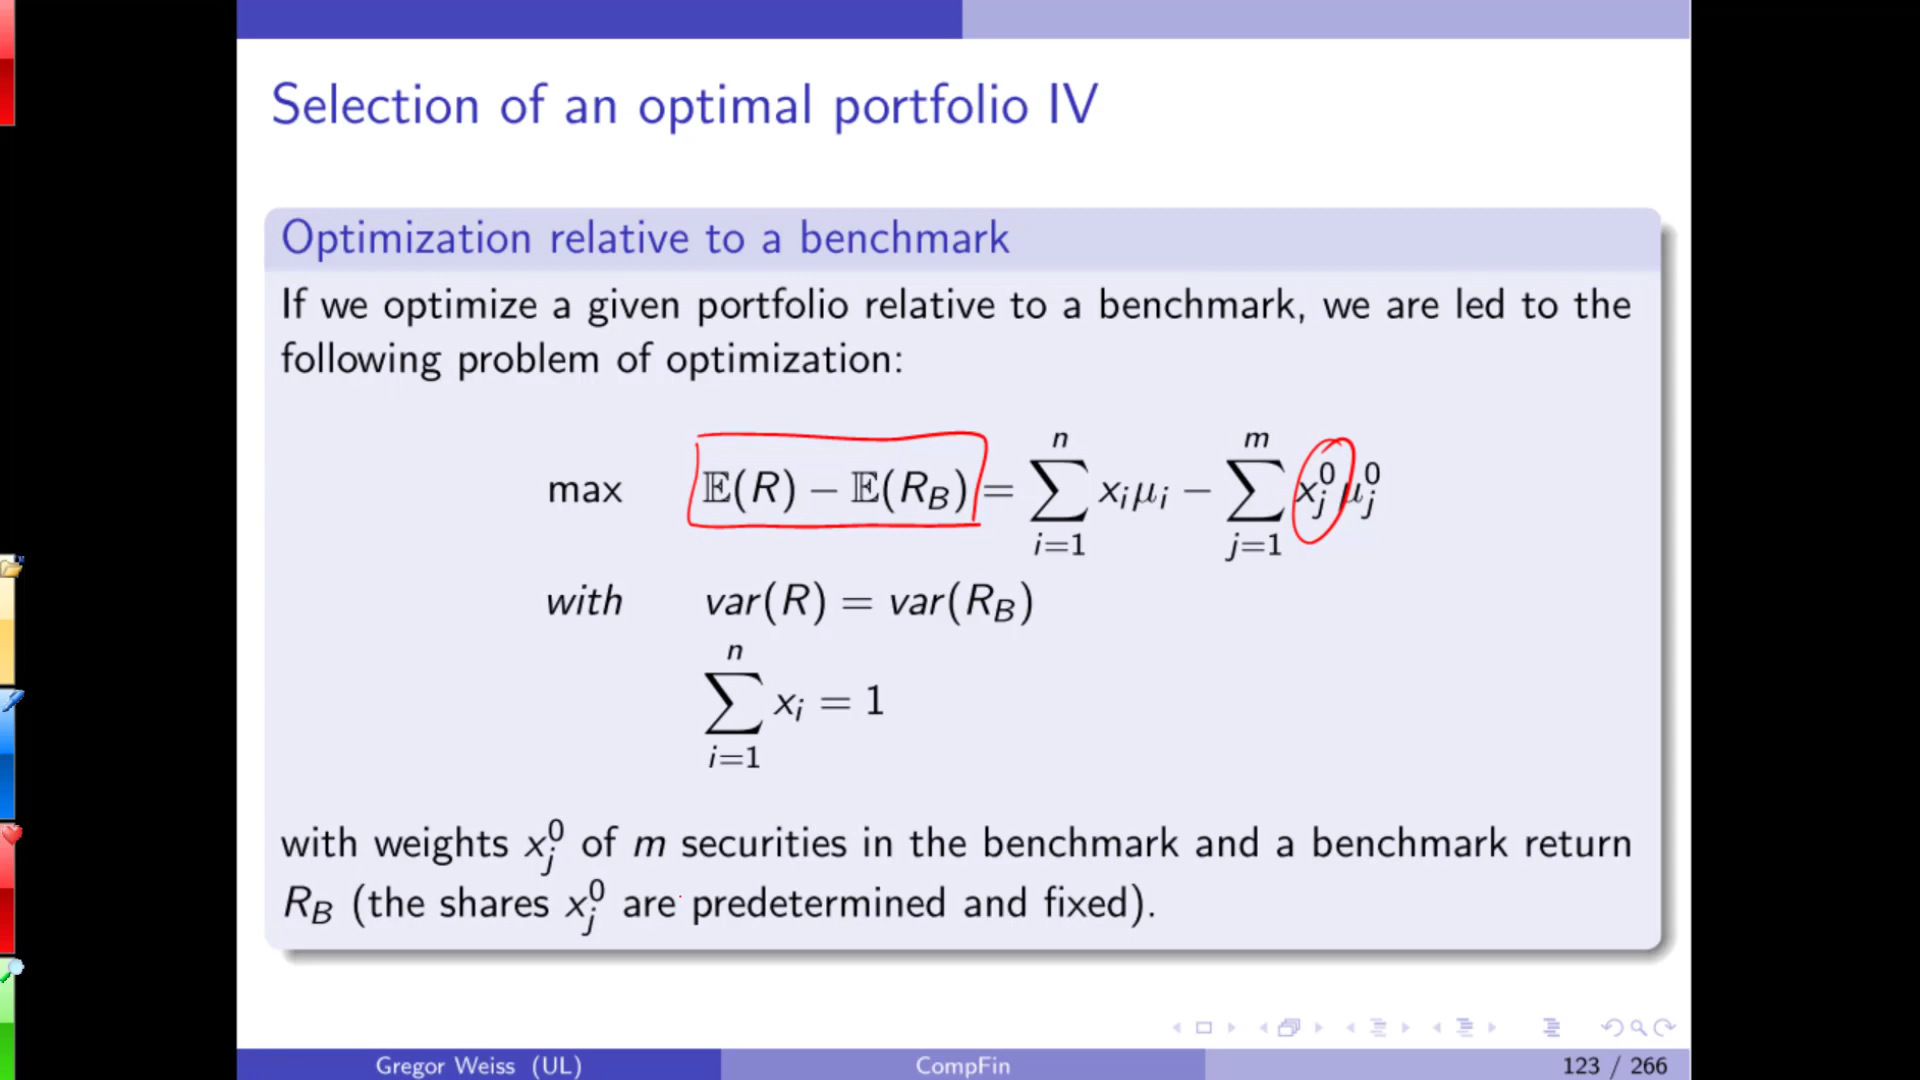 Selection of an optimal portfolio IV
Optimization relative to a benchmark
If we optimize a given portfolio relative to a benchmark, we are led to the
following problem of optimization:
max 𝔼(R) − 𝔼(R_B) = \sum_{i=1}^{n} x_i μ_i − \sum_{j=1}^{m} x_j^0 μ_j^0
with var(R) = var(R_B)
\sum_{i=1}^{n} x_i = 1
with weights x_j^0 of m securities in the benchmark and a benchmark return
R_B (the shares x_j^0 are predetermined and fixed).
Gregor Weiss (UL) CompFin 123 / 266